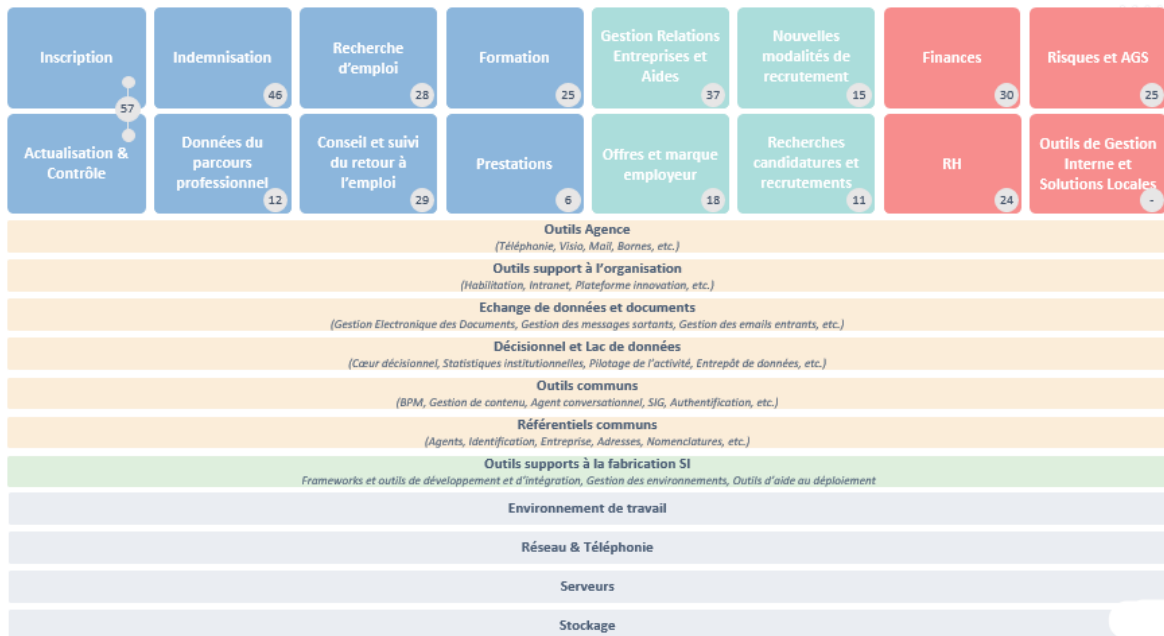 Inscription
57
Indemnisation
46
Recherche
d'emploi
28
Formation
25
Gestion Relations
Entreprises et
Aides
37
Nouvelles
modalités de
recrutement
15
Finances
30
Risques et AGS
25
Actualisation &
Contrôle
Données du
parcours
professionnel
12
Conseil et suivi
du retour à
l'emploi
29
Prestations
6
Offres et marque
employeur
18
Recherches
candidatures et
recrutements
11
RH
24
Outils de Gestion
Interne et
Solutions Locales
-
Outils Agence
(Téléphonie, Visio, Mail, Bornes, etc.)
Outils support à l'organisation
(Habilitation, Intranet, Plateforme innovation, etc.)
Echange de données et documents
(Gestion Electronique des Documents, Gestion des messages sortants, Gestion des emails entrants, etc.)
Décisionnel et Lac de données
(Cœur décisionnel, Statistiques institutionnelles, Pilotage de l'activité, Entrepôt de données, etc.)
Outils communs
(BPM, Gestion de contenu, Agent conversationnel, SIG, Authentification, etc.)
Référentiels communs
(Agents, Identification, Entreprise, Adresses, Nomenclatures, etc.)
Outils supports à la fabrication SI
Frameworks et outils de développement et d'intégration, Gestion des environnements, Outils d'aide au déploiement
Environnement de travail
Réseau & Téléphonie
Serveurs
Stockage